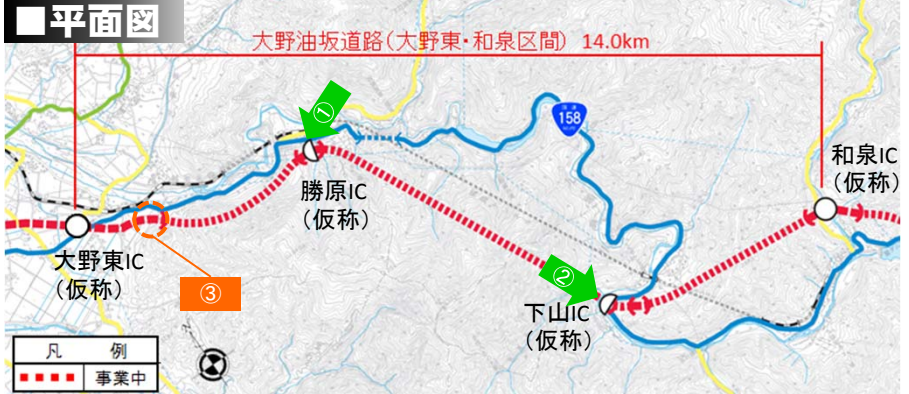 ■平面図
大野油坂道路(大野東・和泉区間) 14.0km
①
158
和泉IC
(仮称)
勝原IC
(仮称)
大野東IC
(仮称)
③
②
下山IC
(仮称)
凡 例
事業中